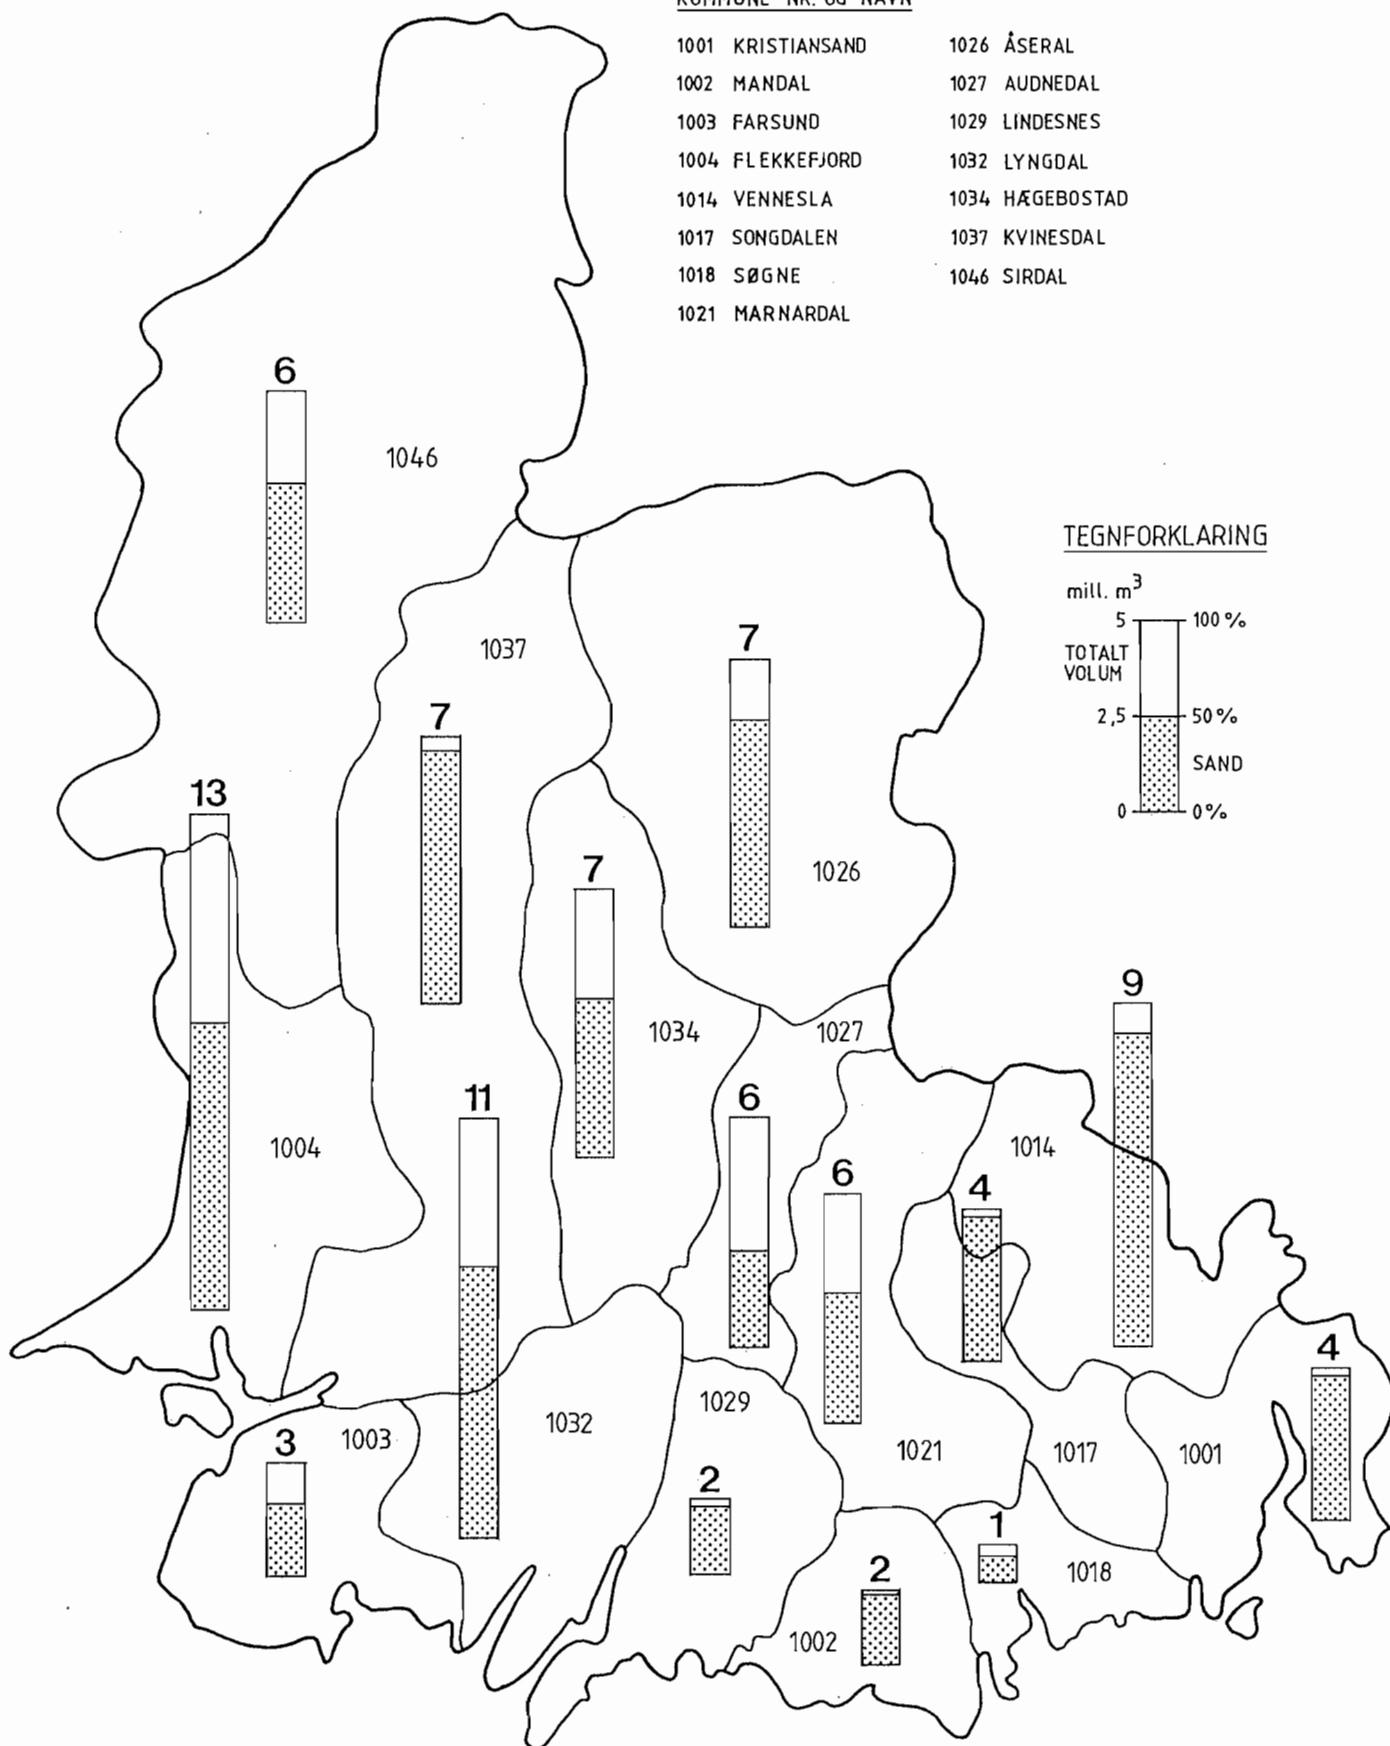 KOMMUNE NR. OG NAVN
1001 KRISTIANSAND
1002 MANDAL
1003 FARSUND
1004 FLEKKEFJORD
1014 VENNESLA
1017 SONGDALEN
1018 SØGNE
1021 MARNARDAL
1026 ÅSERAL
1027 AUDNEDAL
1029 LINDESNES
1032 LYNGDAL
1034 HÆGEBOSTAD
1037 KVINESDAL
1046 SIRDAL
6
1046
TEGNFORKLARING
mill. m³
5 100%
TOTALT
VOLUM
2,5 50%
SAND
0 0%
1037
7
7
13
7
1026
9
1034
1027
11
6
1004
1014
6
4
4
1029
1032
1003
1021
1017
1001
3
2
1
2
1018
1002